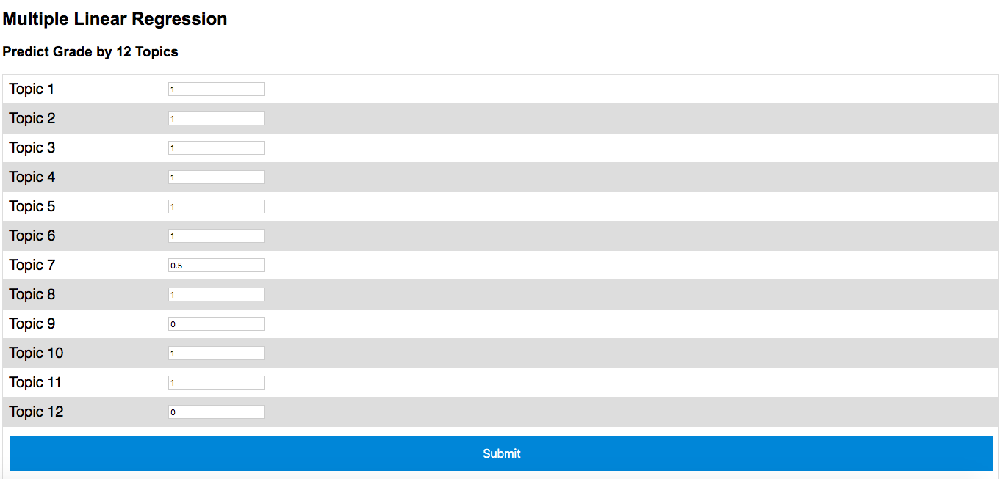 Multiple Linear Regression
Predict Grade by 12 Topics
Topic 1 1
Topic 2 1
Topic 3 1
Topic 4 1
Topic 5 1
Topic 6 1
Topic 7 0.5
Topic 8 1
Topic 9 0
Topic 10 1
Topic 11 1
Topic 12 0
Submit